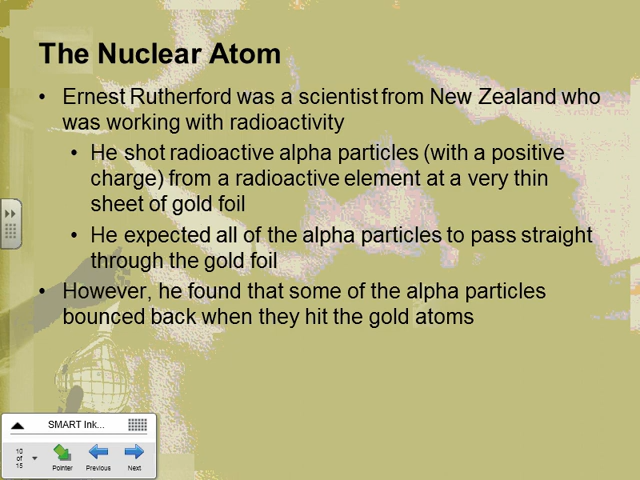 The Nuclear Atom
• Ernest Rutherford was a scientist from New Zealand who
was working with radioactivity
• He shot radioactive alpha particles (with a positive
charge) from a radioactive element at a very thin
sheet of gold foil
• He expected all of the alpha particles to pass straight
through the gold foil
• However, he found that some of the alpha particles
bounced back when they hit the gold atoms
SMART Ink...
10
of
15
Pointer Previous Next